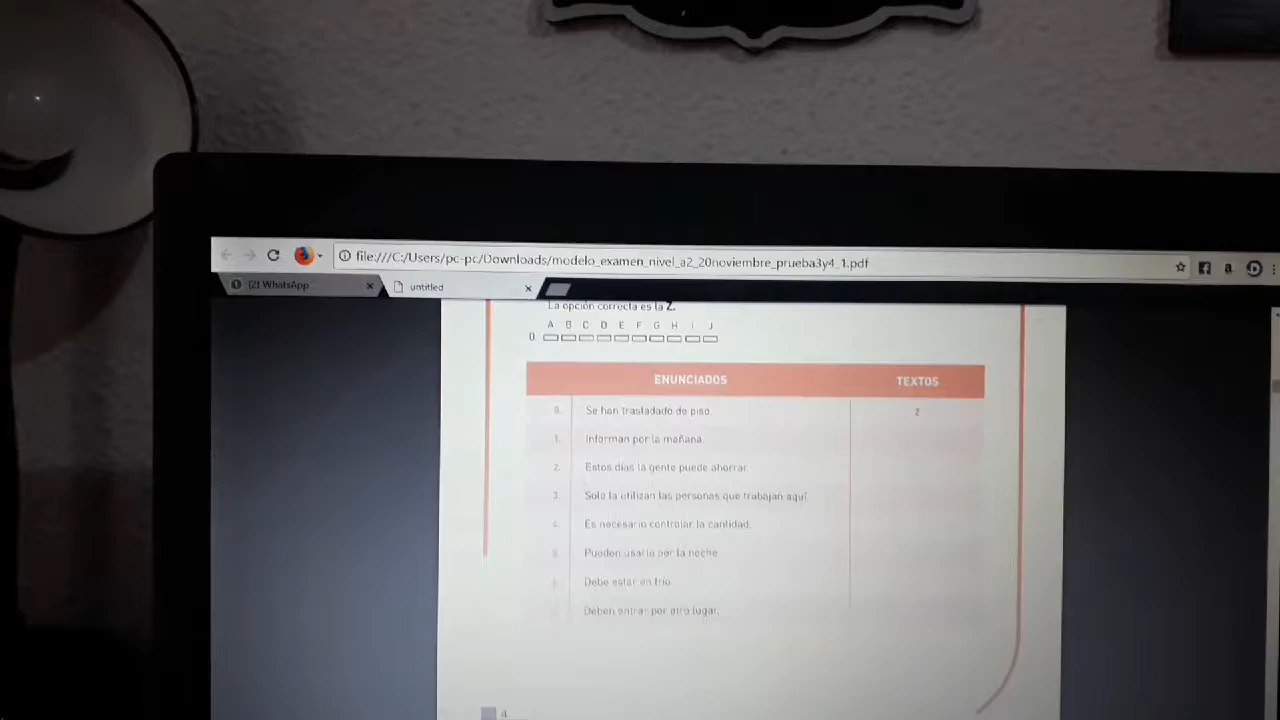 file:///C:/Users/pc-pc/Downloads/modelo_examen_nivel_a2_20noviembre_prueba3y4_1.pdf
(2) WhatsApp
untitled
La opción correcta es la Z.
A B C D E F G H I J
0.
ENUNCIADOS TEXTOS
0. Se han trasladado de piso. Z
1. Informan por la mañana.
2. Estos días la gente puede ahorrar.
3. Solo la utilizan las personas que trabajan aquí.
4. Es necesario controlar la cantidad.
5. Pueden usarla por la noche.
Debe estar en frío.
Deben entrar por otro lugar.
4